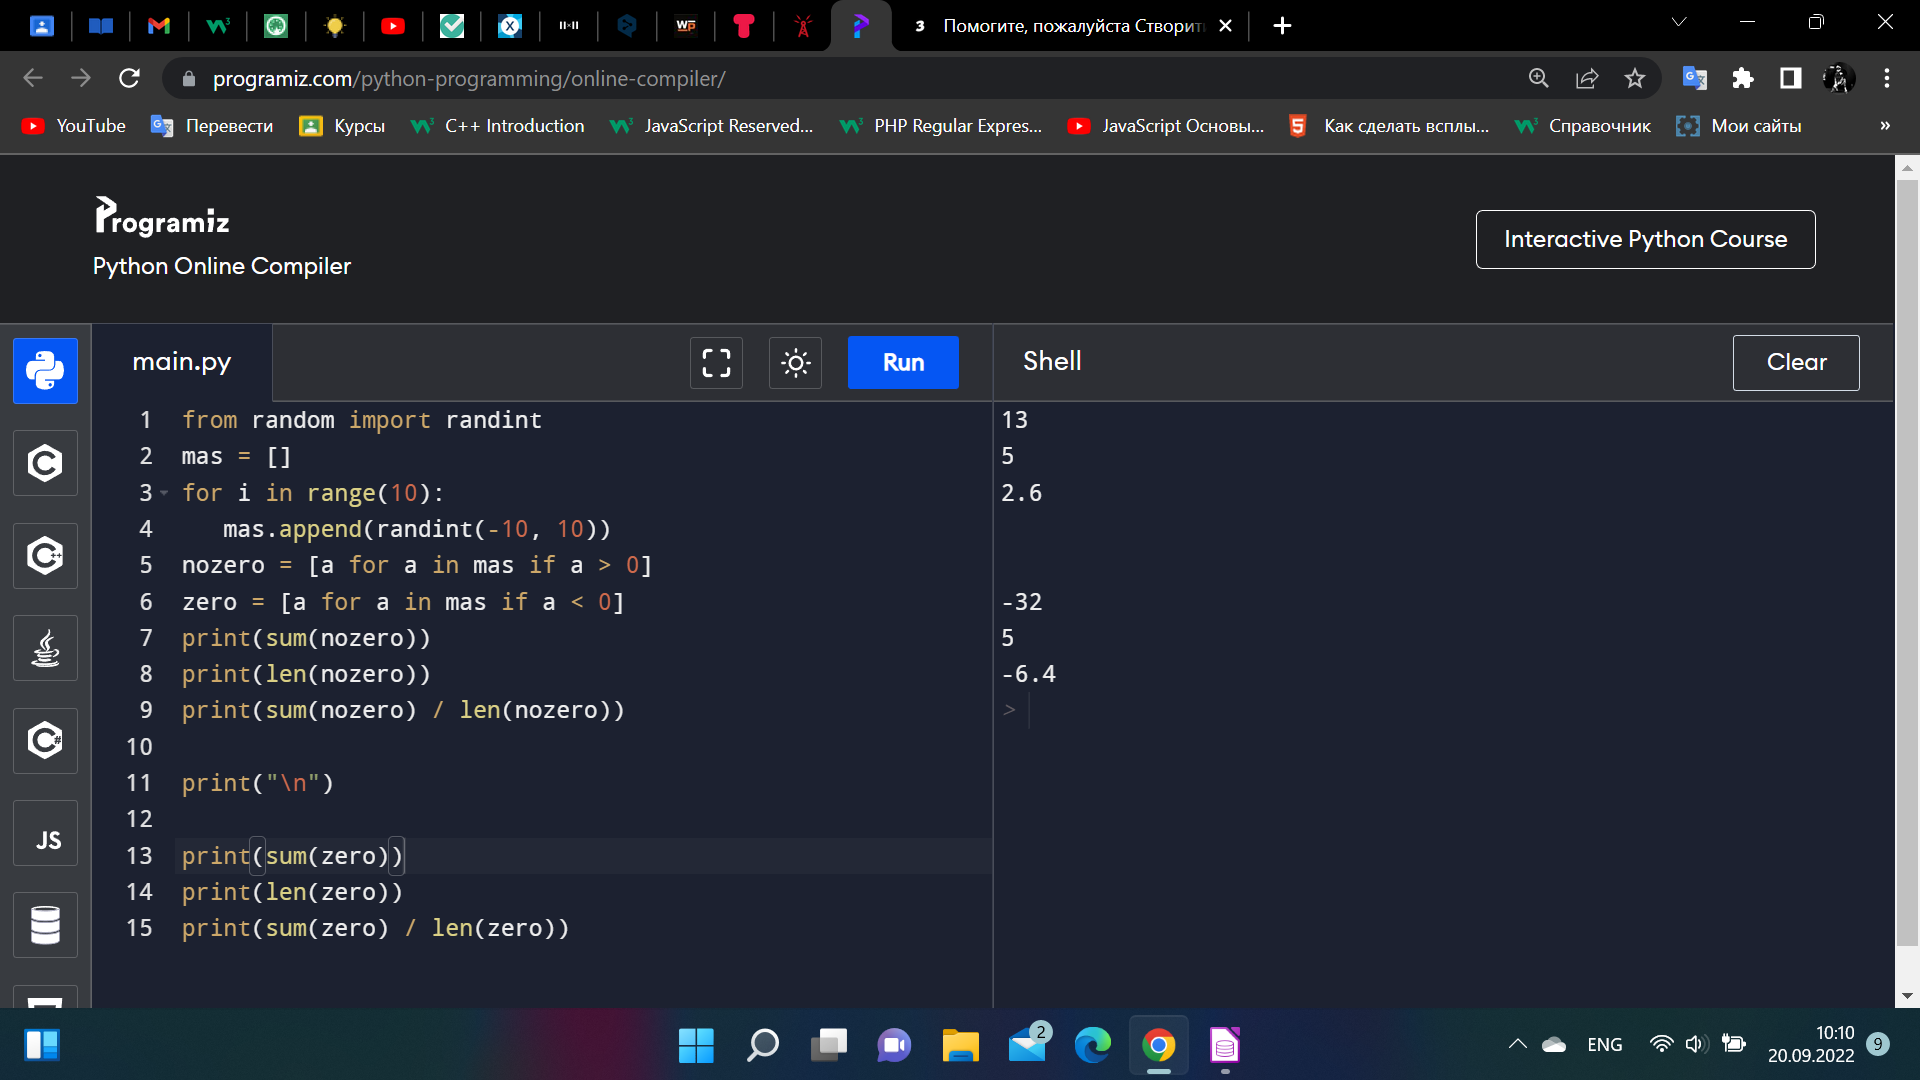 3 Помогите, пожалуйста Створит
programiz.com/python-programming/online-compiler/
YouTube Перевести Курсы C++ Introduction JavaScript Reserved... PHP Regular Expres... JavaScript Основы... Как сделать всплы... Справочник Мои сайты »
Programiz
Python Online Compiler
Interactive Python Course
main.py
Run
Shell
Clear
1 from random import randint
2 mas = []
3 for i in range(10):
4 mas.append(randint(-10, 10))
5 nozero = [a for a in mas if a > 0]
6 zero = [a for a in mas if a < 0]
7 print(sum(nozero))
8 print(len(nozero))
9 print(sum(nozero) / len(nozero))
10
11 print("\n")
12
13 print(sum(zero))
14 print(len(zero))
15 print(sum(zero) / len(zero))
13
5
2.6
-32
5
-6.4
>
JS
2
ENG
10:10
20.09.2022
9